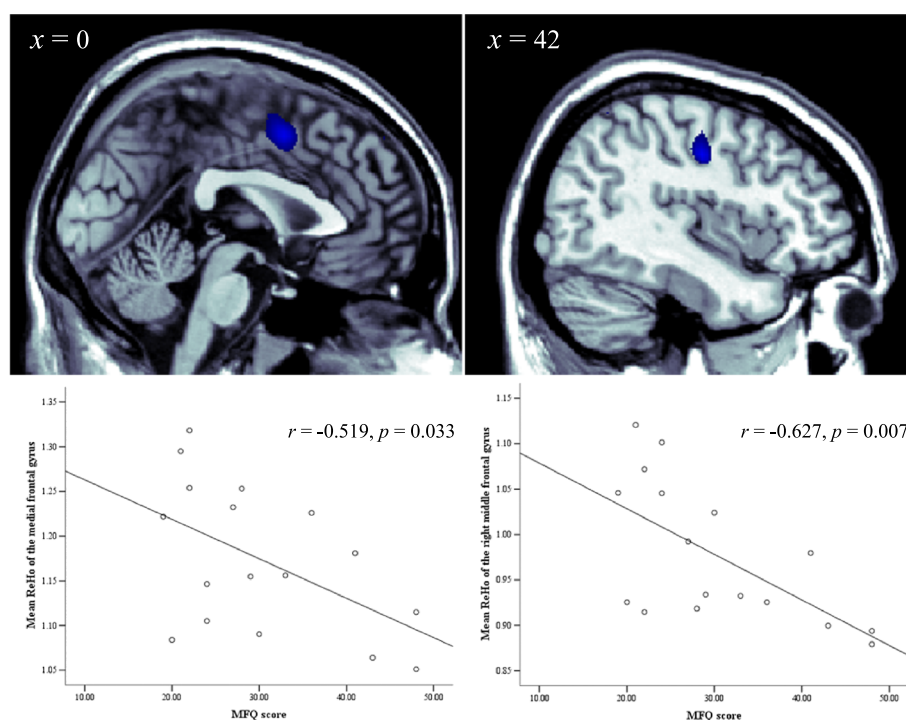 x = 0
x = 42
r = -0.519, p = 0.033
Mean ReHo of the medial frontal gyrus
1.35
1.30
1.25
1.20
1.15
1.10
1.05
10.00 20.00 30.00 40.00 50.00
MFQ score
r = -0.627, p = 0.007
Mean ReHo of the right middle frontal gyrus
1.15
1.10
1.05
1.00
0.95
0.90
0.85
10.00 20.00 30.00 40.00 50.00
MFQ score